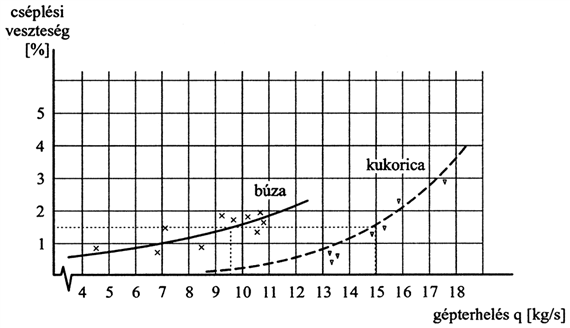 cséplési
veszteség
[%]
5
4
3
2
1
búza
kukorica
4 5 6 7 8 9 10 11 12 13 14 15 16 17 18
gépterhelés q [kg/s]